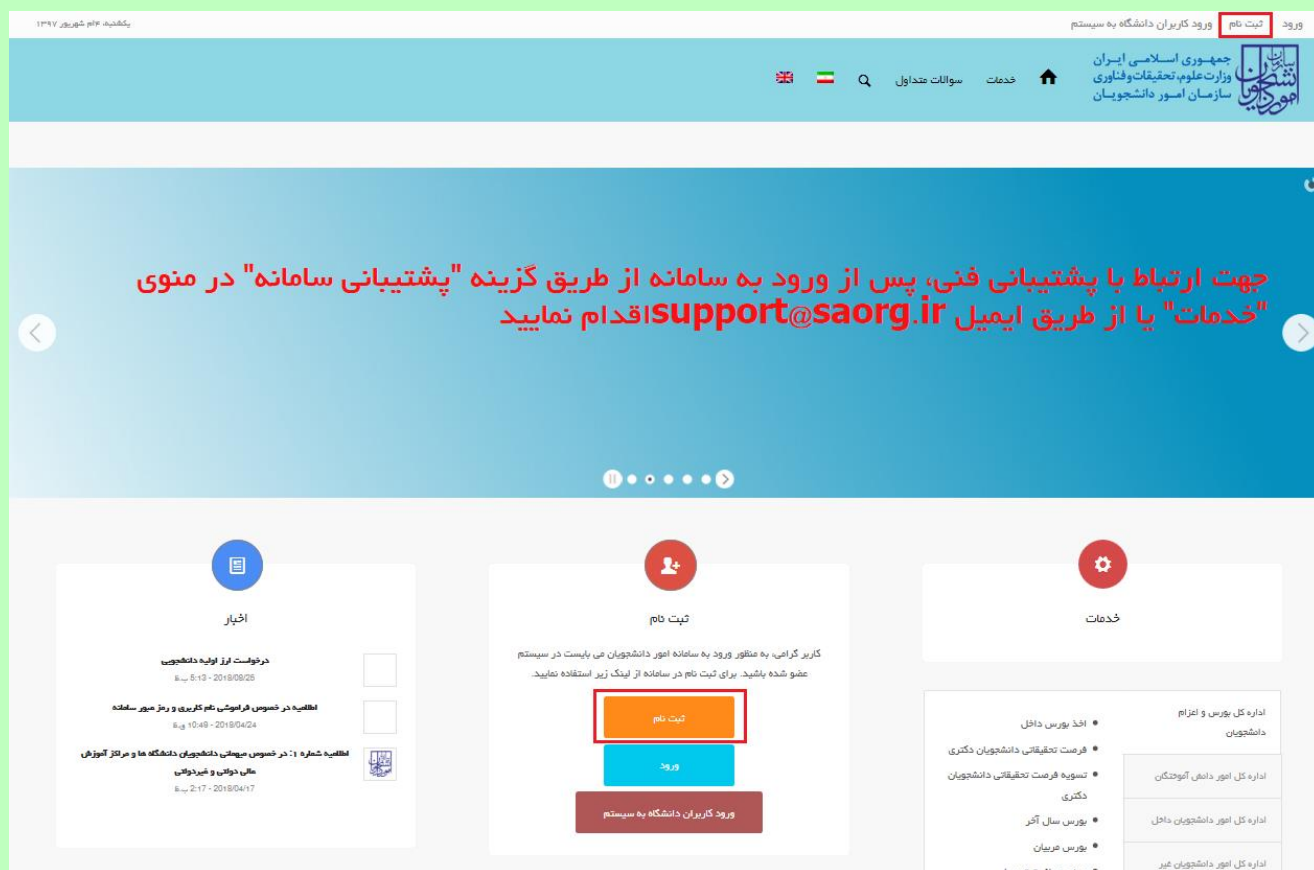 ورود
ثبت نام
ورود کاربران دانشگاه به سیستم
یکشنبه، ۴ام شهریور ۱۳۹۷
سازمان امور دانشجویان
جمهوری اسلامی ایران
وزارت علوم، تحقیقات و فناوری
سازمان امور دانشجویان
خدمات
سوالات متداول
جهت ارتباط با پشتیبانی فنی، پس از ورود به سامانه از طریق گزینه "پشتیبانی سامانه" در منوی
"خدمات" یا از طریق ایمیل support@saorg.ir اقدام نمایید
خدمات
اداره کل بورس و اعزام
دانشجویان
اداره کل امور دانش آموختگان
اداره کل امور دانشجویان داخل
اداره کل امور دانشجویان غیر
اخذ بورس داخل
فرصت تحقیقاتی دانشجویان دکتری
تسویه فرصت تحقیقاتی دانشجویان
دکتری
بورس سال آخر
بورس مربیان
ثبت نام
کاربر گرامی، به منظور ورود به سامانه امور دانشجویان می بایست در سیستم
عضو شده باشید. برای ثبت نام در سامانه از لینک زیر استفاده نمایید.
ثبت نام
ورود
ورود کاربران دانشگاه به سیستم
اخبار
درخواست ارز اولیه دانشجویی
2018/08/25 - 5:13 ب.ظ
اطلاعیه در خصوص فراموشی نام کاربری و رمز عبور سامانه
2018/04/24 - 10:49 ق.ظ
اطلاعیه شماره ۱: در خصوص میهمانی دانشجویان دانشگاه ها و مراکز آموزش
عالی دولتی و غیردولتی
2018/04/17 - 2:17 ب.ظ